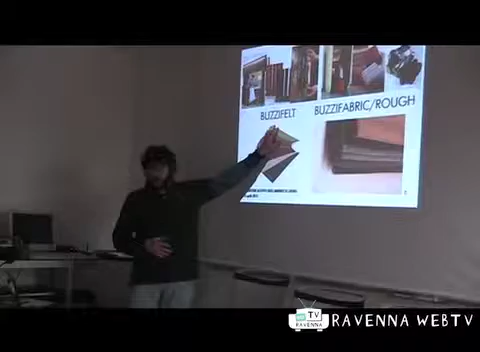 BUZZIFELT
BUZZIFABRIC/ROUGH
TV
RAVENNA
RAVENNA WEBTV